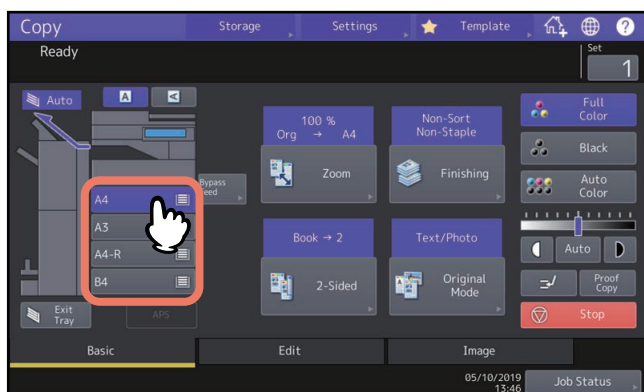 Copy
Storage
Settings
Template
?
Ready
Set
1
Auto
A
A
100 %
Org → A4
Non-Sort
Non-Staple
Full
Color
Zoom
Finishing
Black
Bypass
Feed
Auto
Color
A4
A3
A4-R
B4
Book → 2
Text/Photo
Auto
2-Sided
Original
Mode
Proof
Copy
Exit
Tray
APS
Stop
Basic
Edit
Image
05/10/2019
13:46
Job Status